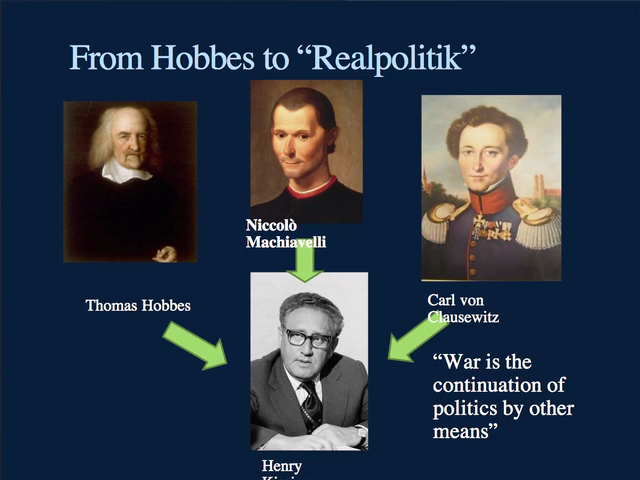 From Hobbes to “Realpolitik”
Niccolò
Machiavelli
Thomas Hobbes
Carl von
Clausewitz
“War is the
continuation of
politics by other
means”
Henry